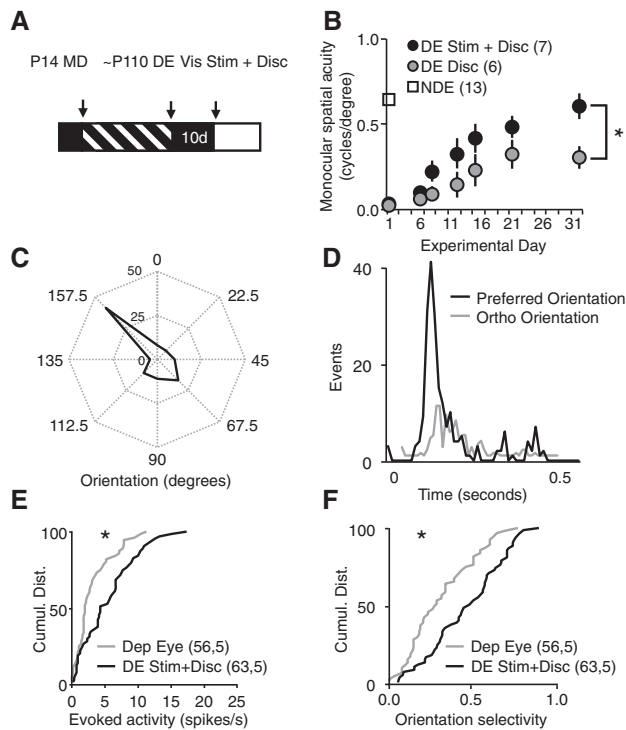 A
P14 MD ~P110 DE Vis Stim + Disc
10d
B
DE Stim + Disc (7)
DE Disc (6)
NDE (13)
Monocular spatial acuity
(cycles/degree)
1.0
0.5
0.0
1 6 11 16 21 26 31
Experimental Day
*
C
0
22.5
45
67.5
90
112.5
135
157.5
50
25
0
Orientation (degrees)
D
Preferred Orientation
Ortho Orientation
Events
40
20
0
0 0.5
Time (seconds)
E
*
Cumul. Dist.
100
50
0
Dep Eye (56,5)
DE Stim+Disc (63,5)
0 5 10 15 20 25
Evoked activity (spikes/s)
F
*
Cumul. Dist.
100
50
0
Dep Eye (56,5)
DE Stim+Disc (63,5)
0.0 0.5 1.0
Orientation selectivity